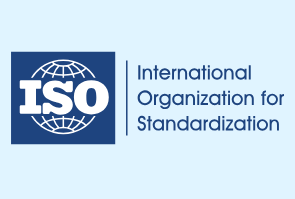 ISO
International
Organization for
Standardization